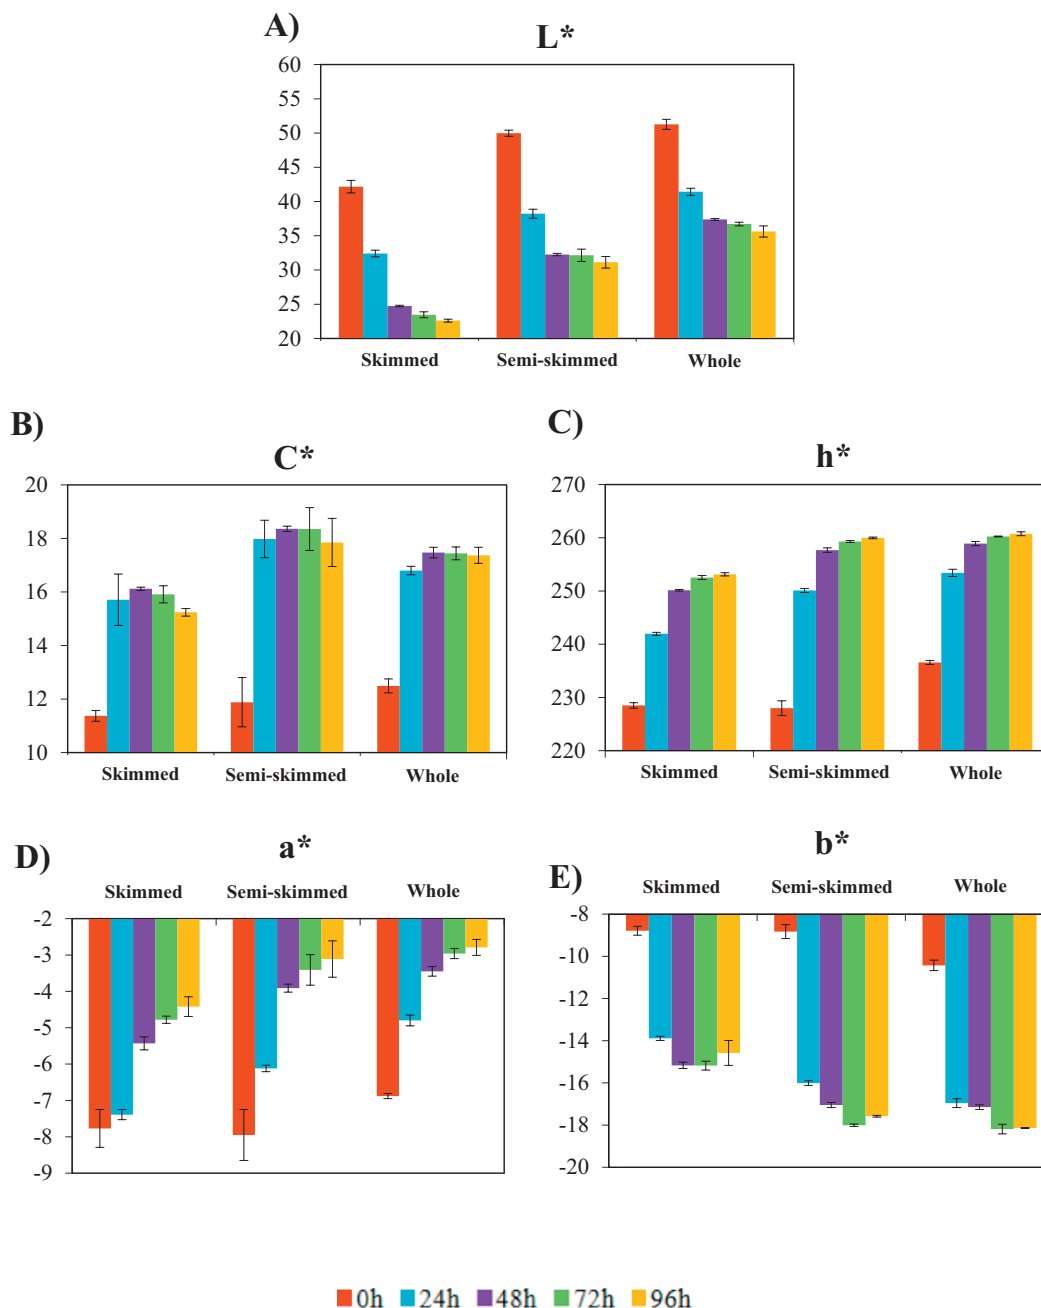 A)
L*
60
55
50
45
40
35
30
25
20
Skimmed Semi-skimmed Whole
B)
C*
20
18
16
14
12
10
Skimmed Semi-skimmed Whole
C)
h*
270
260
250
240
230
220
Skimmed Semi-skimmed Whole
D)
a*
Skimmed Semi-skimmed Whole
-2
-3
-4
-5
-6
-7
-8
-9
E)
b*
Skimmed Semi-skimmed Whole
-8
-10
-12
-14
-16
-18
-20
0h 24h 48h 72h 96h